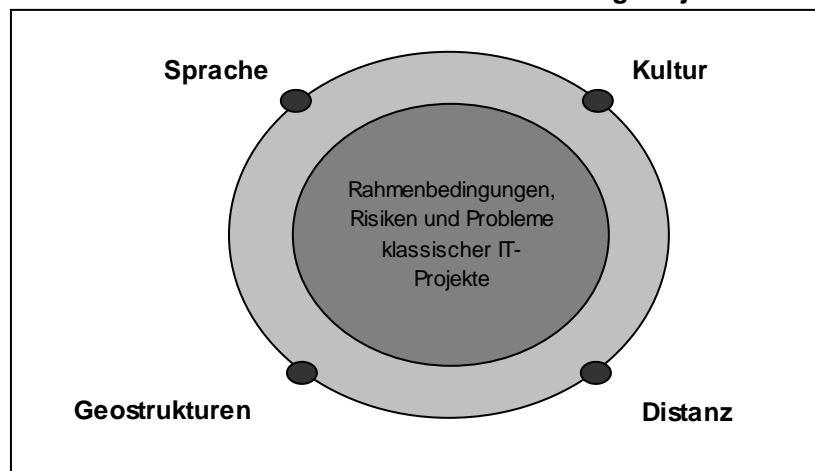 Sprache
Kultur
Rahmenbedingungen,
Risiken und Probleme
klassischer IT-
Projekte
Geostrukturen
Distanz